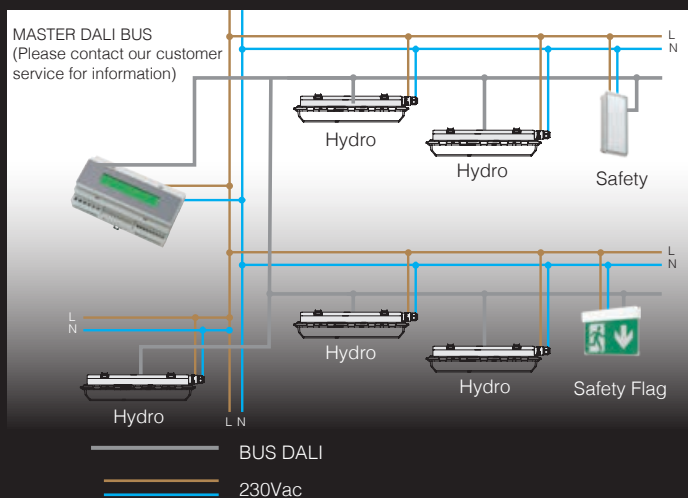 MASTER DALI BUS
(Please contact our customer
service for information)
L
N
Hydro
Hydro
Safety
L
N
L
N
Hydro
Hydro
Hydro
Safety Flag
L N
BUS DALI
230Vac